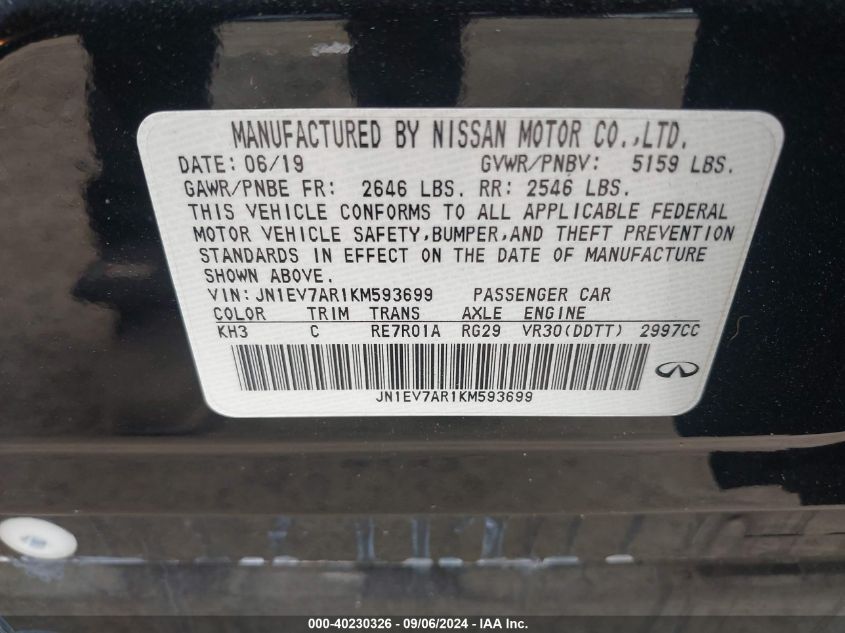 MANUFACTURED BY NISSAN MOTOR CO.,LTD.
DATE: 06/19 GVWR/PNBV: 5159 LBS.
GAWR/PNBE FR: 2646 LBS. RR: 2546 LBS.
THIS VEHICLE CONFORMS TO ALL APPLICABLE FEDERAL
MOTOR VEHICLE SAFETY,BUMPER,AND THEFT PREVENTION
STANDARDS IN EFFECT ON THE DATE OF MANUFACTURE
SHOWN ABOVE.
VIN:JN1EV7AR1KM593699 PASSENGER CAR
COLOR TRIM TRANS AXLE ENGINE
KH3 C RE7R01A RG29 VR30(DDTT) 2997CC
JN1EV7AR1KM593699
000-40230326 - 09/06/2024 - IAA Inc.